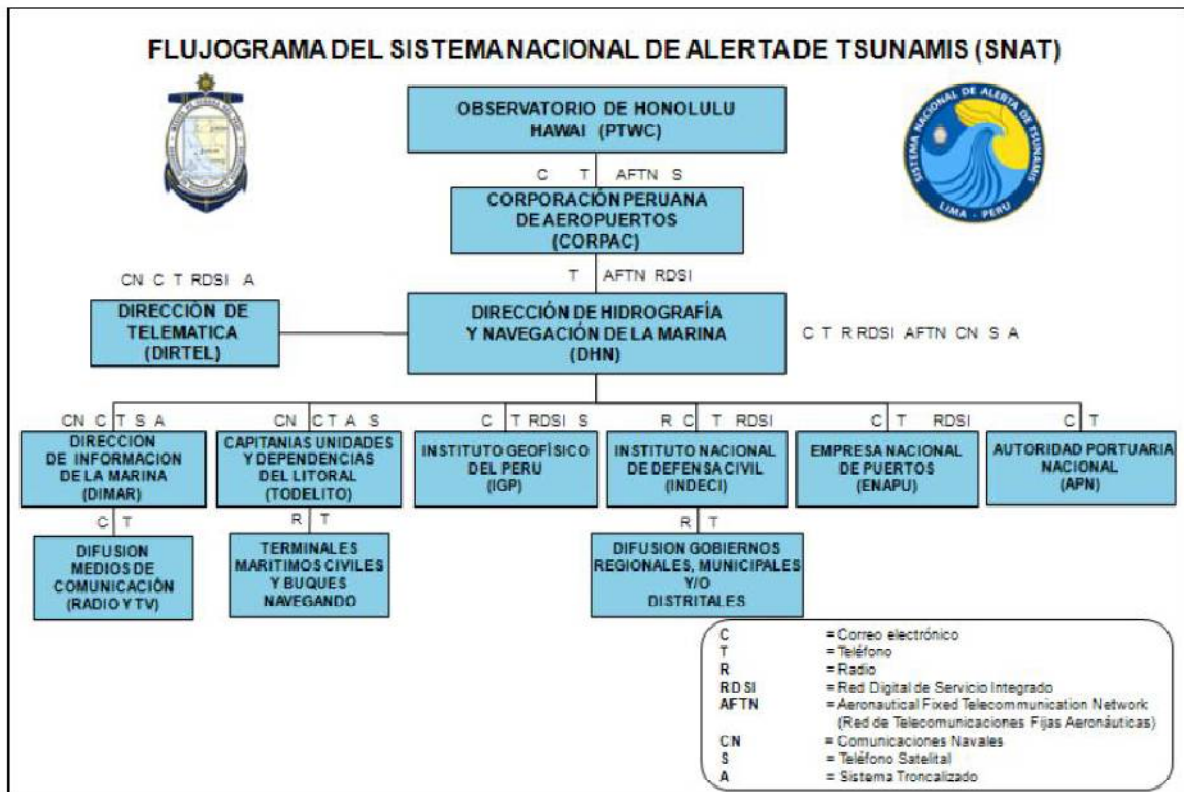 FLUJOGRAMA DEL SISTEMA NACIONAL DE ALERTA DE TSUNAMIS (SNAT)
SISTEMA NACIONAL DE ALERTA DE TSUNAMIS
LIMA - PERU
OBSERVATORIO DE HONOLULU
HAWAI (PTWC)
C T AFTN S
CORPORACIÓN PERUANA
DE AEROPUERTOS
(CORPAC)
T AFTN RDSI
CN C T RDSI A
DIRECCIÓN DE
TELEMATICA
(DIRTEL)
DIRECCIÓN DE HIDROGRAFÍA
Y NAVEGACIÓN DE LA MARINA
(DHN)
C T R RDSI AFTN CN S A
CN C T S A
DIRECCION
DE INFORMACION
DE LA MARINA
(DIMAR)
CN C T A S
CAPITANIAS UNIDADES
Y DEPENDENCIAS
DEL LITORAL
(TODELITO)
C T RDSI S
INSTITUTO GEOFÍSICO
DEL PERU
(IGP)
R C T RDSI
INSTITUTO NACIONAL
DE DEFENSA CIVIL
(INDECI)
C T RDSI
EMPRESA NACIONAL
DE PUERTOS
(ENAPU)
C T
AUTORIDAD PORTUARIA
NACIONAL
(APN)
C T
DIFUSION
MEDIOS DE
COMUNICACIÓN
(RADIO Y TV)
R T
TERMINALES
MARITIMOS CIVILES
Y BUQUES
NAVEGANDO
R T
DIFUSION GOBIERNOS
REGIONALES, MUNICIPALES
Y/O
DISTRITALES
C = Correo electrónico
T = Teléfono
R = Radio
RDSI = Red Digital de Servicio Integrado
AFTN = Aeronautical Fixed Telecommunication Network
(Red de Telecomunicaciones Fijas Aeronáuticas)
CN = Comunicaciones Navales
S = Teléfono Satelital
A = Sistema Troncalizado